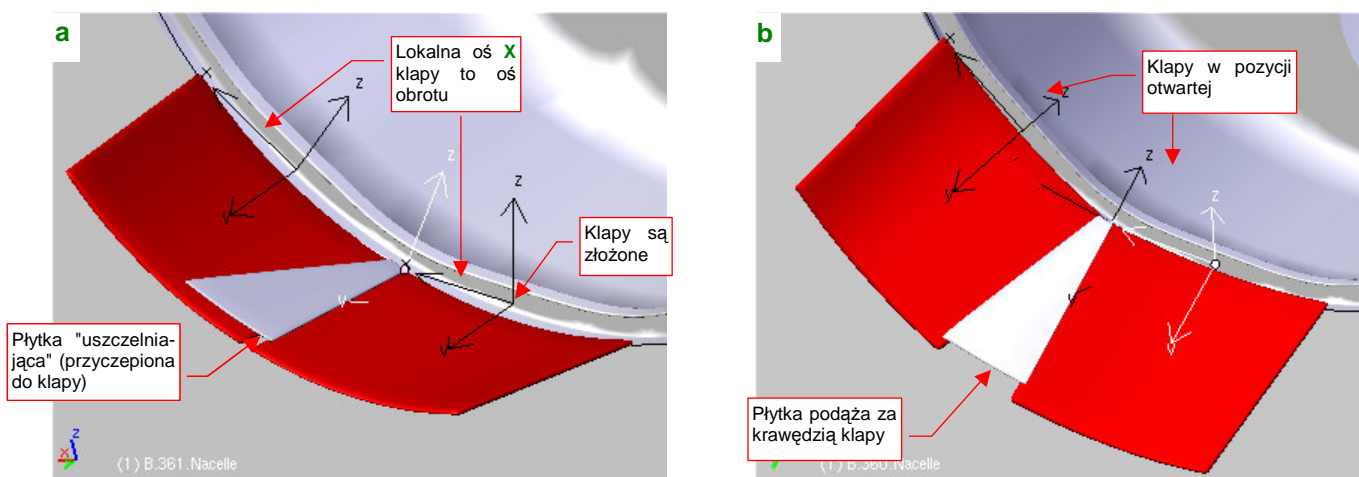 a
Lokalna oś X
klapy to oś
obrotu
x
z
z
z
y
x
Klapy są
złożone
y
y
Płytka "uszczelnia-
jąca" (przyczepiona
do klapy)
z
x
(1) B.361.Nacelle
b
x
Klapy w pozycji
otwartej
z
z
y
z
y
y
Płytka podąża za
krawędzią klapy
(1) B.360.Nacelle